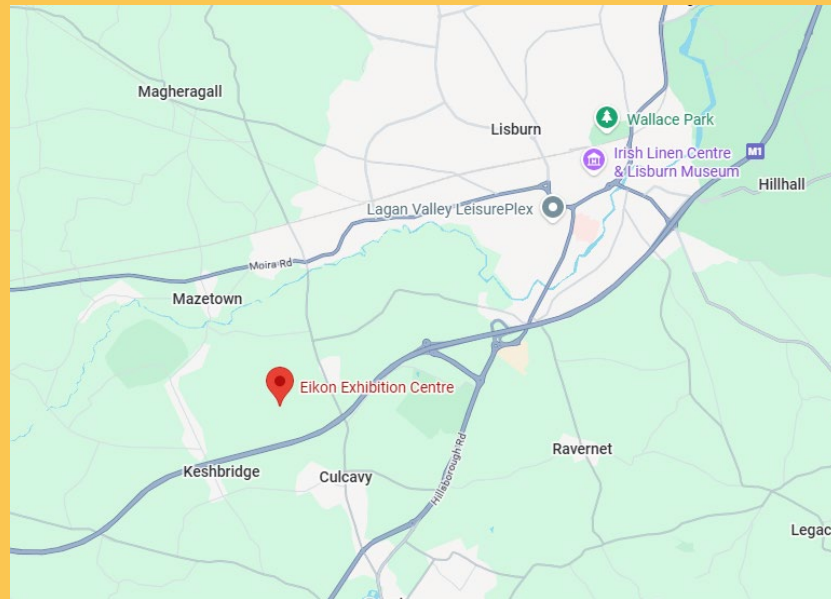 Magheragall
Lisburn
Wallace Park
Irish Linen Centre
& Lisburn Museum
M1
Hillhall
Lagan Valley LeisurePlex
Moira Rd
Mazetown
Eikon Exhibition Centre
Hillsborough Rd
Ravernet
Keshbridge
Culcavy
Legac